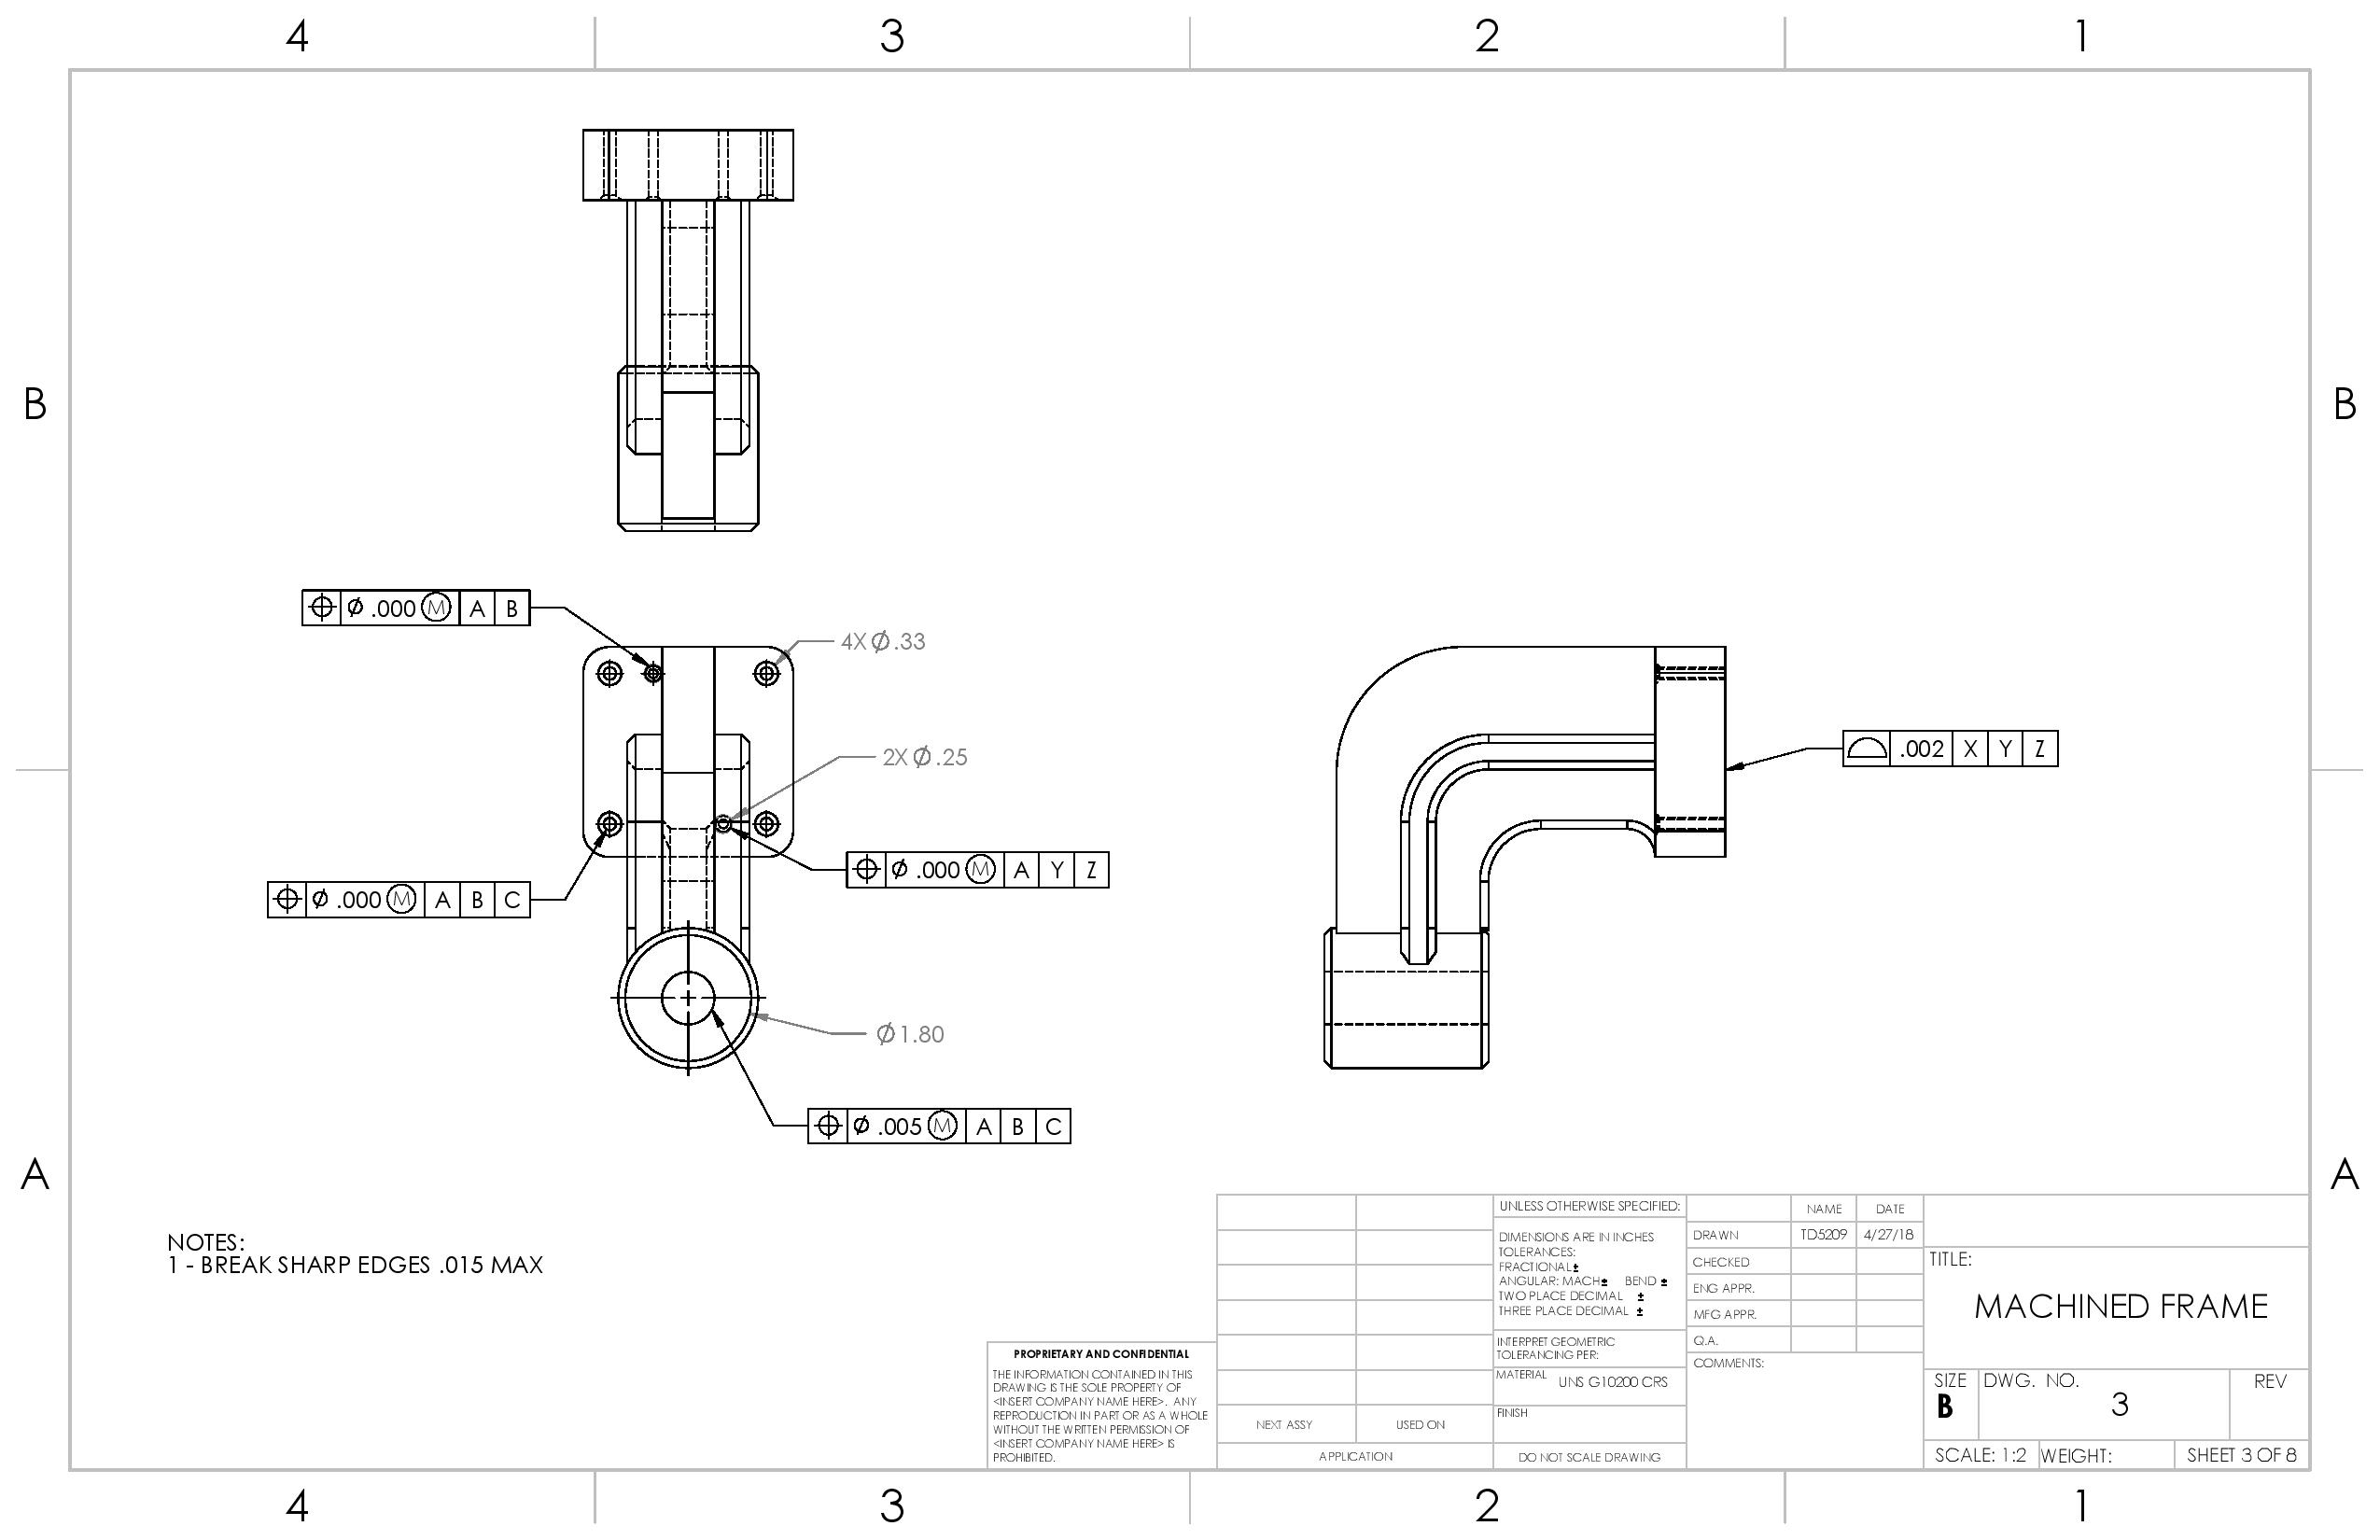 4 3 2 1
B B
⌖ ⌀ .000 Ⓜ A B
4X ⌀ .33
2X ⌀ .25
⌓ .002 X Y Z
⌖ ⌀ .000 Ⓜ A Y Z
⌖ ⌀ .000 Ⓜ A B C
⌀ 1.80
⌖ ⌀ .005 Ⓜ A B C
A A
NOTES:
1 - BREAK SHARP EDGES .015 MAX
PROPRIETARY AND CONFIDENTIAL
THE INFORMATION CONTAINED IN THIS
DRAWING IS THE SOLE PROPERTY OF
<INSERT COMPANY NAME HERE>. ANY
REPRODUCTION IN PART OR AS A WHOLE
WITHOUT THE WRITTEN PERMISSION OF
<INSERT COMPANY NAME HERE> IS
PROHIBITED.
NEXT ASSY USED ON
APPLICATION
UNLESS OTHERWISE SPECIFIED:
DIMENSIONS ARE IN INCHES
TOLERANCES:
FRACTIONAL ±
ANGULAR: MACH ± BEND ±
TWO PLACE DECIMAL ±
THREE PLACE DECIMAL ±
INTERPRET GEOMETRIC
TOLERANCING PER:
MATERIAL UNS G10200 CRS
FINISH
DO NOT SCALE DRAWING
NAME DATE
DRAWN TD5209 4/27/18
CHECKED
ENG APPR.
MFG APPR.
Q.A.
COMMENTS:
TITLE:
MACHINED FRAME
SIZE DWG. NO. REV
B 3
SCALE: 1:2 WEIGHT: SHEET 3 OF 8
4 3 2 1